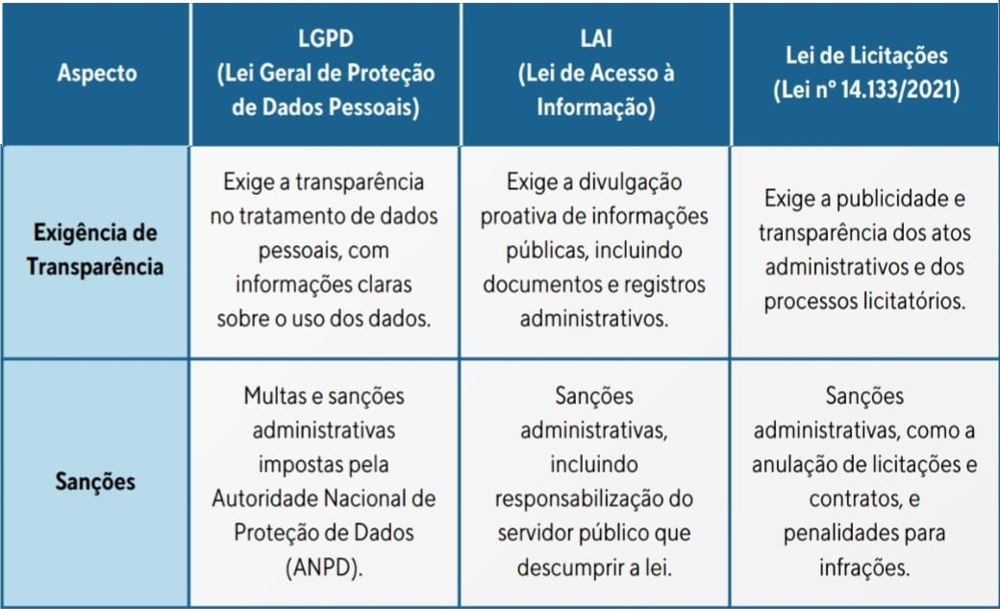 Aspecto
LGPD
(Lei Geral de Proteção
de Dados Pessoais)
LAI
(Lei de Acesso à
Informação)
Lei de Licitações
(Lei n° 14.133/2021)
Exigência de
Transparência
Exige a transparência
no tratamento de dados
pessoais, com
informações claras
sobre o uso dos dados.
Exige a divulgação
proativa de informações
públicas, incluindo
documentos e registros
administrativos.
Exige a publicidade e
transparência dos atos
administrativos e dos
processos licitatórios.
Sanções
Multas e sanções
administrativas
impostas pela
Autoridade Nacional de
Proteção de Dados
(ANPD).
Sanções
administrativas,
incluindo
responsabilização do
servidor público que
descumprir a lei.
Sanções
administrativas, como a
anulação de licitações e
contratos, e
penalidades para
infrações.